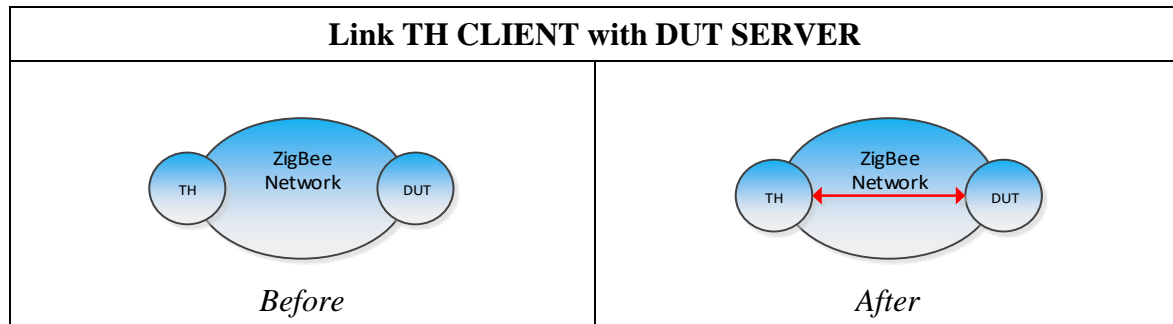 Link TH CLIENT with DUT SERVER
ZigBee
Network
TH
DUT
Before
ZigBee
Network
TH
DUT
After